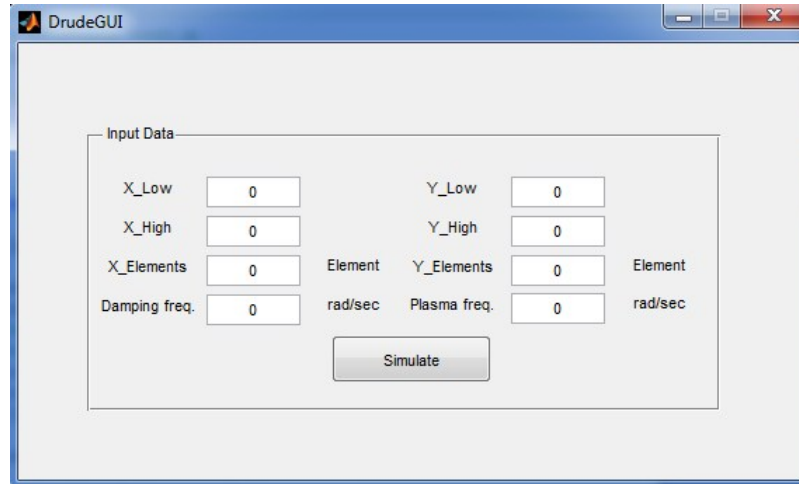 DrudeGUI
Input Data
X_Low 0 Y_Low 0
X_High 0 Y_High 0
X_Elements 0 Element Y_Elements 0 Element
Damping freq. 0 rad/sec Plasma freq. 0 rad/sec
Simulate